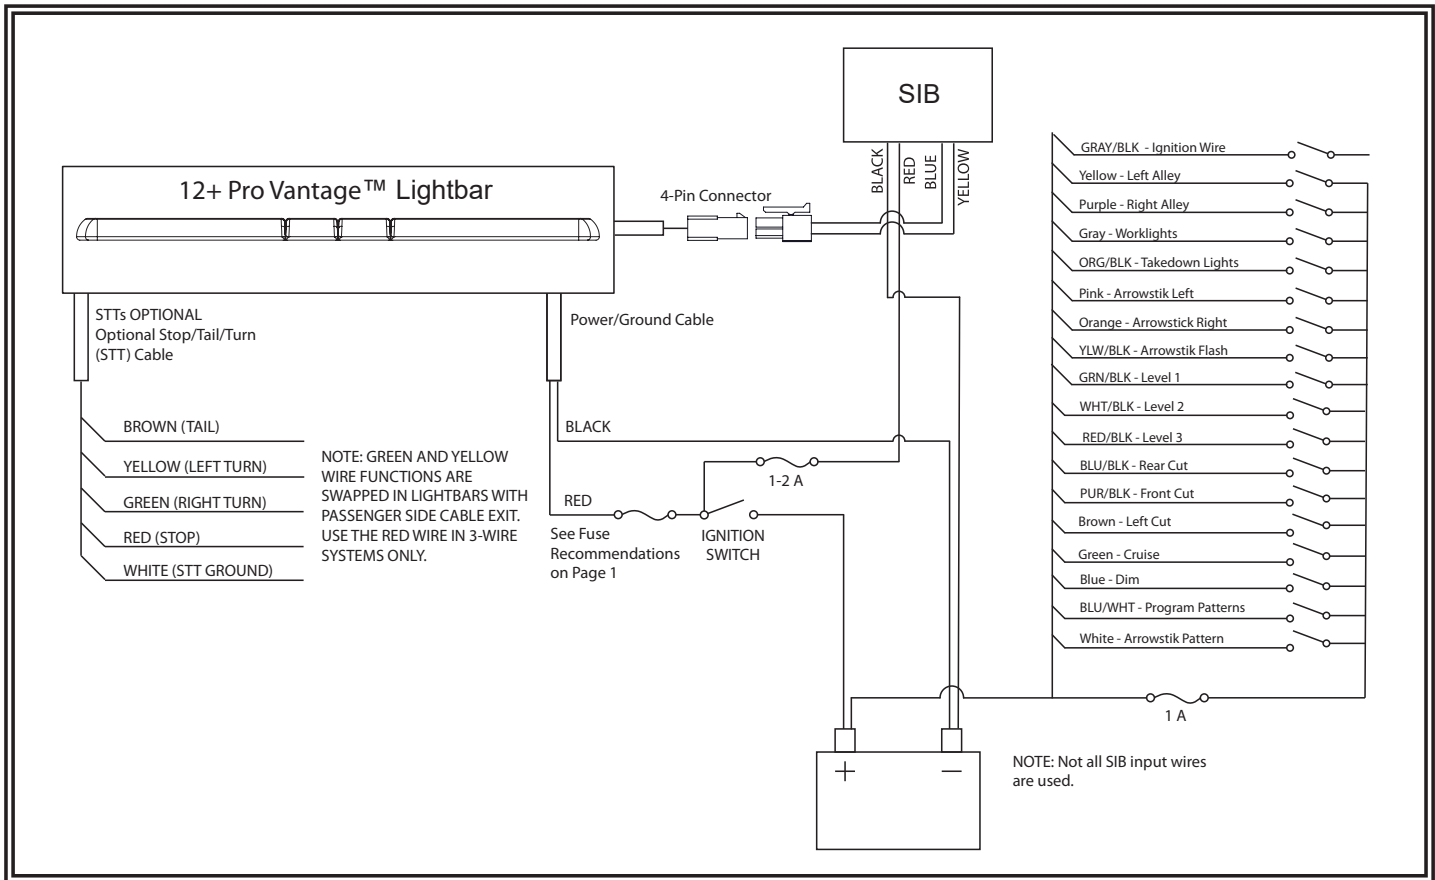 SIB
BLACK
RED
BLUE
YELLOW
12+ Pro Vantage™ Lightbar
4-Pin Connector
STTs OPTIONAL
Optional Stop/Tail/Turn
(STT) Cable
Power/Ground Cable
BROWN (TAIL)
YELLOW (LEFT TURN)
GREEN (RIGHT TURN)
RED (STOP)
WHITE (STT GROUND)
NOTE: GREEN AND YELLOW
WIRE FUNCTIONS ARE
SWAPPED IN LIGHTBARS WITH
PASSENGER SIDE CABLE EXIT.
USE THE RED WIRE IN 3-WIRE
SYSTEMS ONLY.
BLACK
RED
1-2 A
See Fuse
Recommendations
on Page 1
IGNITION
SWITCH
GRAY/BLK - Ignition Wire
Yellow - Left Alley
Purple - Right Alley
Gray - Worklights
ORG/BLK - Takedown Lights
Pink - Arrowstik Left
Orange - Arrowstick Right
YLW/BLK - Arrowstik Flash
GRN/BLK - Level 1
WHT/BLK - Level 2
RED/BLK - Level 3
BLU/BLK - Rear Cut
PUR/BLK - Front Cut
Brown - Left Cut
Green - Cruise
Blue - Dim
BLU/WHT - Program Patterns
White - Arrowstik Pattern
1 A
+
—
NOTE: Not all SIB input wires
are used.